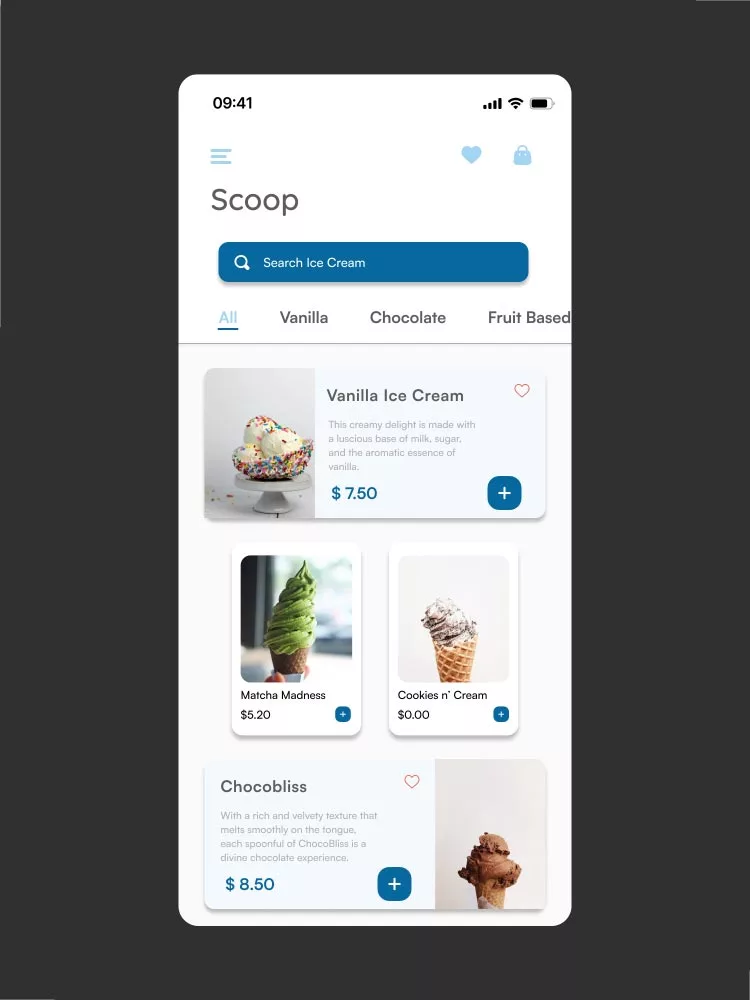 09:41
Scoop
Search Ice Cream
All Vanilla Chocolate Fruit Based
Vanilla Ice Cream
This creamy delight is made with
a luscious base of milk, sugar,
and the aromatic essence of
vanilla.
$ 7.50
+
Matcha Madness
$5.20 +
Cookies n' Cream
$0.00 +
Chocobliss
With a rich and velvety texture that
melts smoothly on the tongue,
each spoonful of ChocoBliss is a
divine chocolate experience.
$ 8.50
+